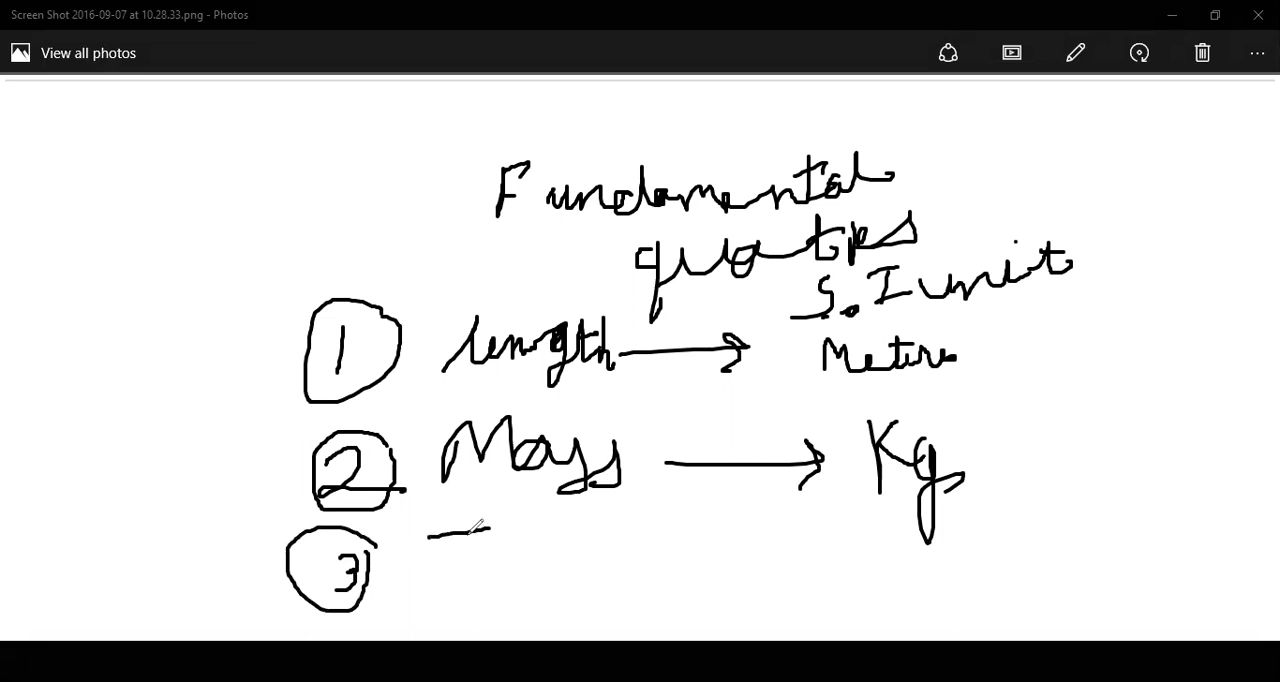 Screen Shot 2016-09-07 at 10.28.33.png - Photos
View all photos
Fundamental
S. I unit
1 length → Metre
2 Mass → Kg
3